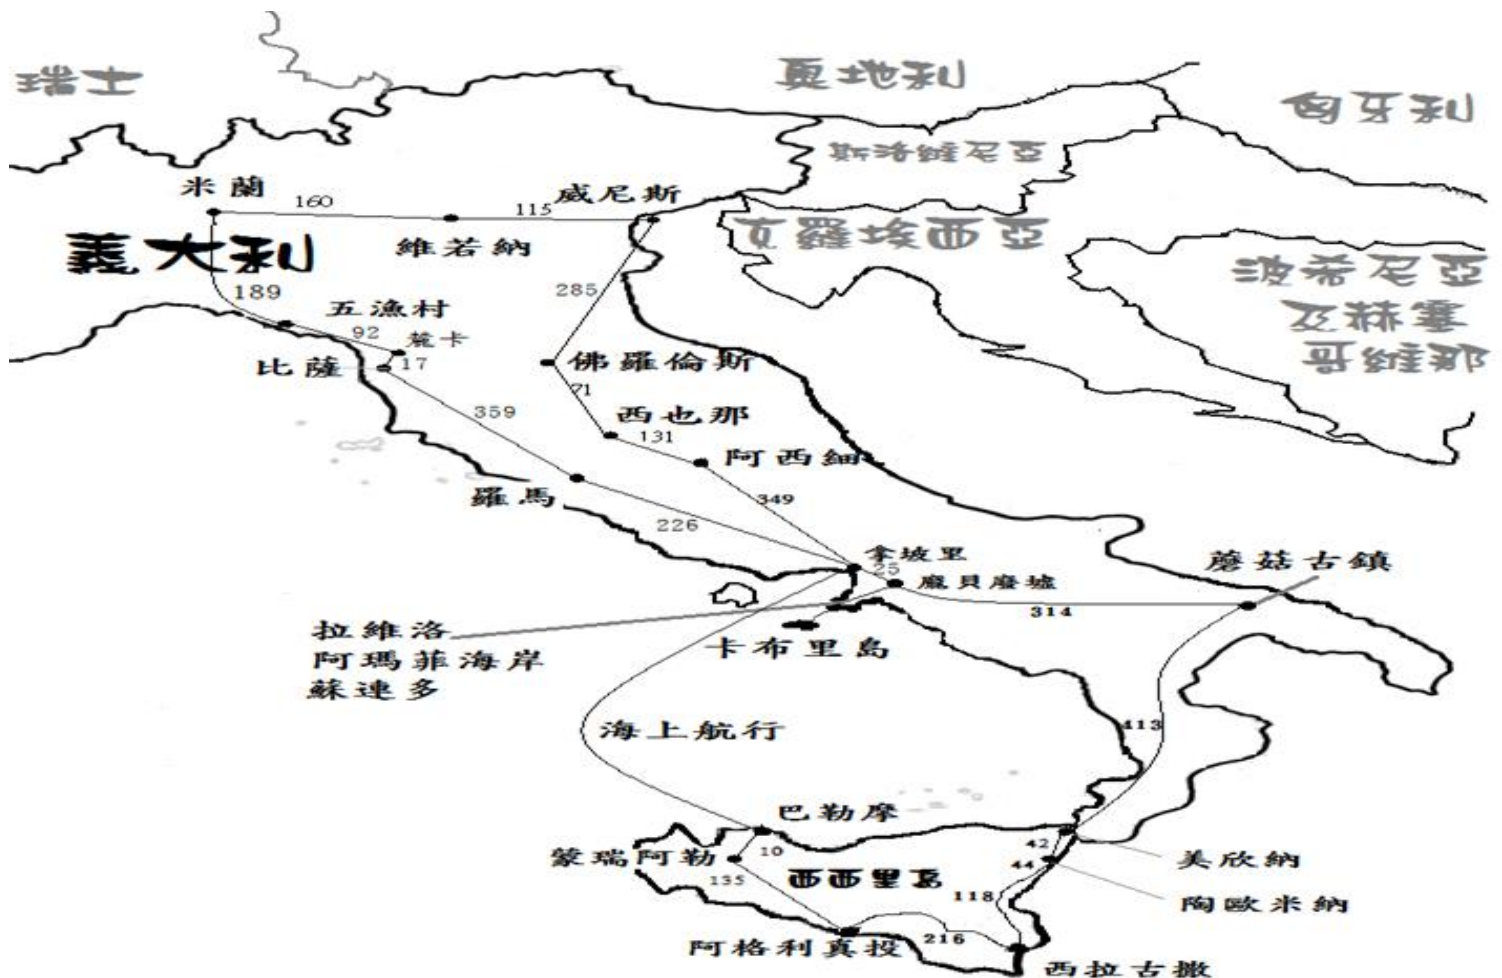 瑞士
奧地利
匈牙利
斯洛維尼亞
米蘭
160
115
威尼斯
維若納
義大利
克羅埃西亞
波希尼亞
及赫塞
哥維那
189
五漁村
92
麓卡
17
比薩
285
佛羅倫斯
71
359
西也那
131
阿西細
羅馬
349
226
拿坡里
25
龐貝廢墟
蘑菇古鎮
314
拉維洛
阿瑪菲海岸
蘇連多
卡布里島
海上航行
413
巴勒摩
10
蒙瑞阿勒
135
西西里島
42
44
美欣納
118
陶歐米納
阿格利真投
216
西拉古撒